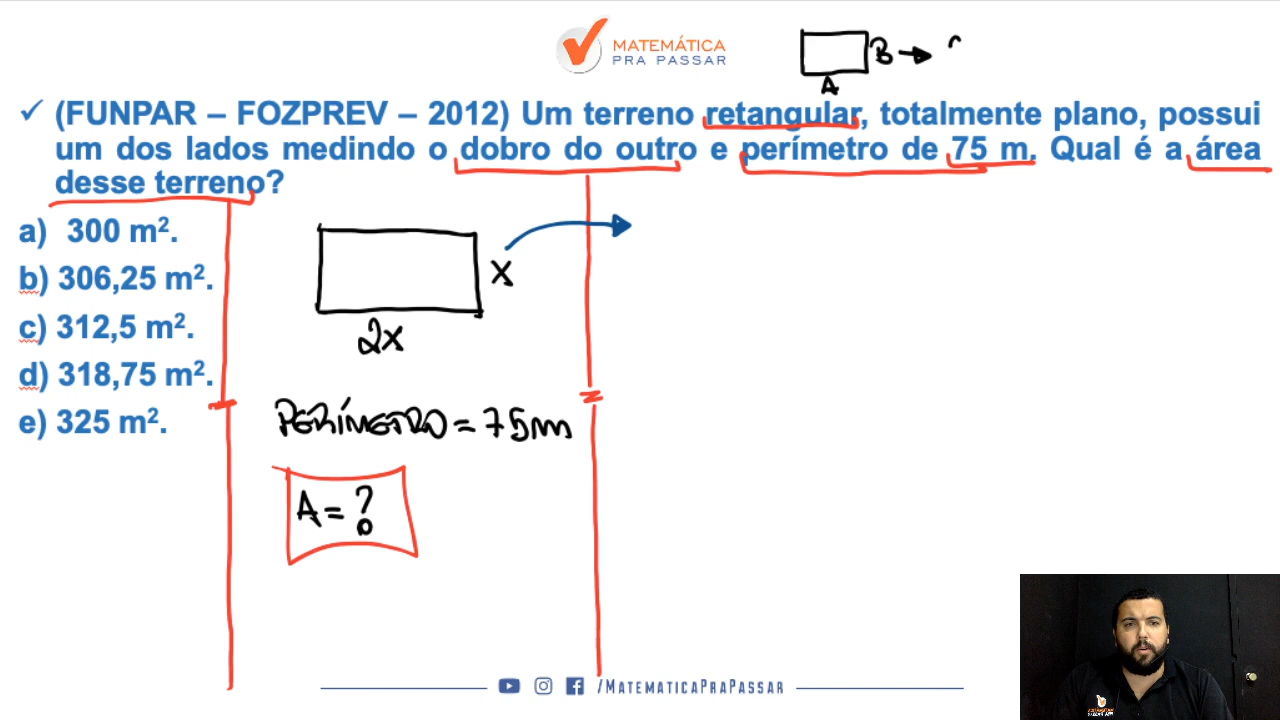 MATEMÁTICA
PRA PASSAR
B
A
✓ (FUNPAR – FOZPREV – 2012) Um terreno retangular, totalmente plano, possui
um dos lados medindo o dobro do outro e perímetro de 75 m. Qual é a área
desse terreno?
a) 300 m².
b) 306,25 m².
c) 312,5 m².
d) 318,75 m².
e) 325 m².
x
2x
PERÍMETRO = 75m
A = ?
/MatematicaPraPassar